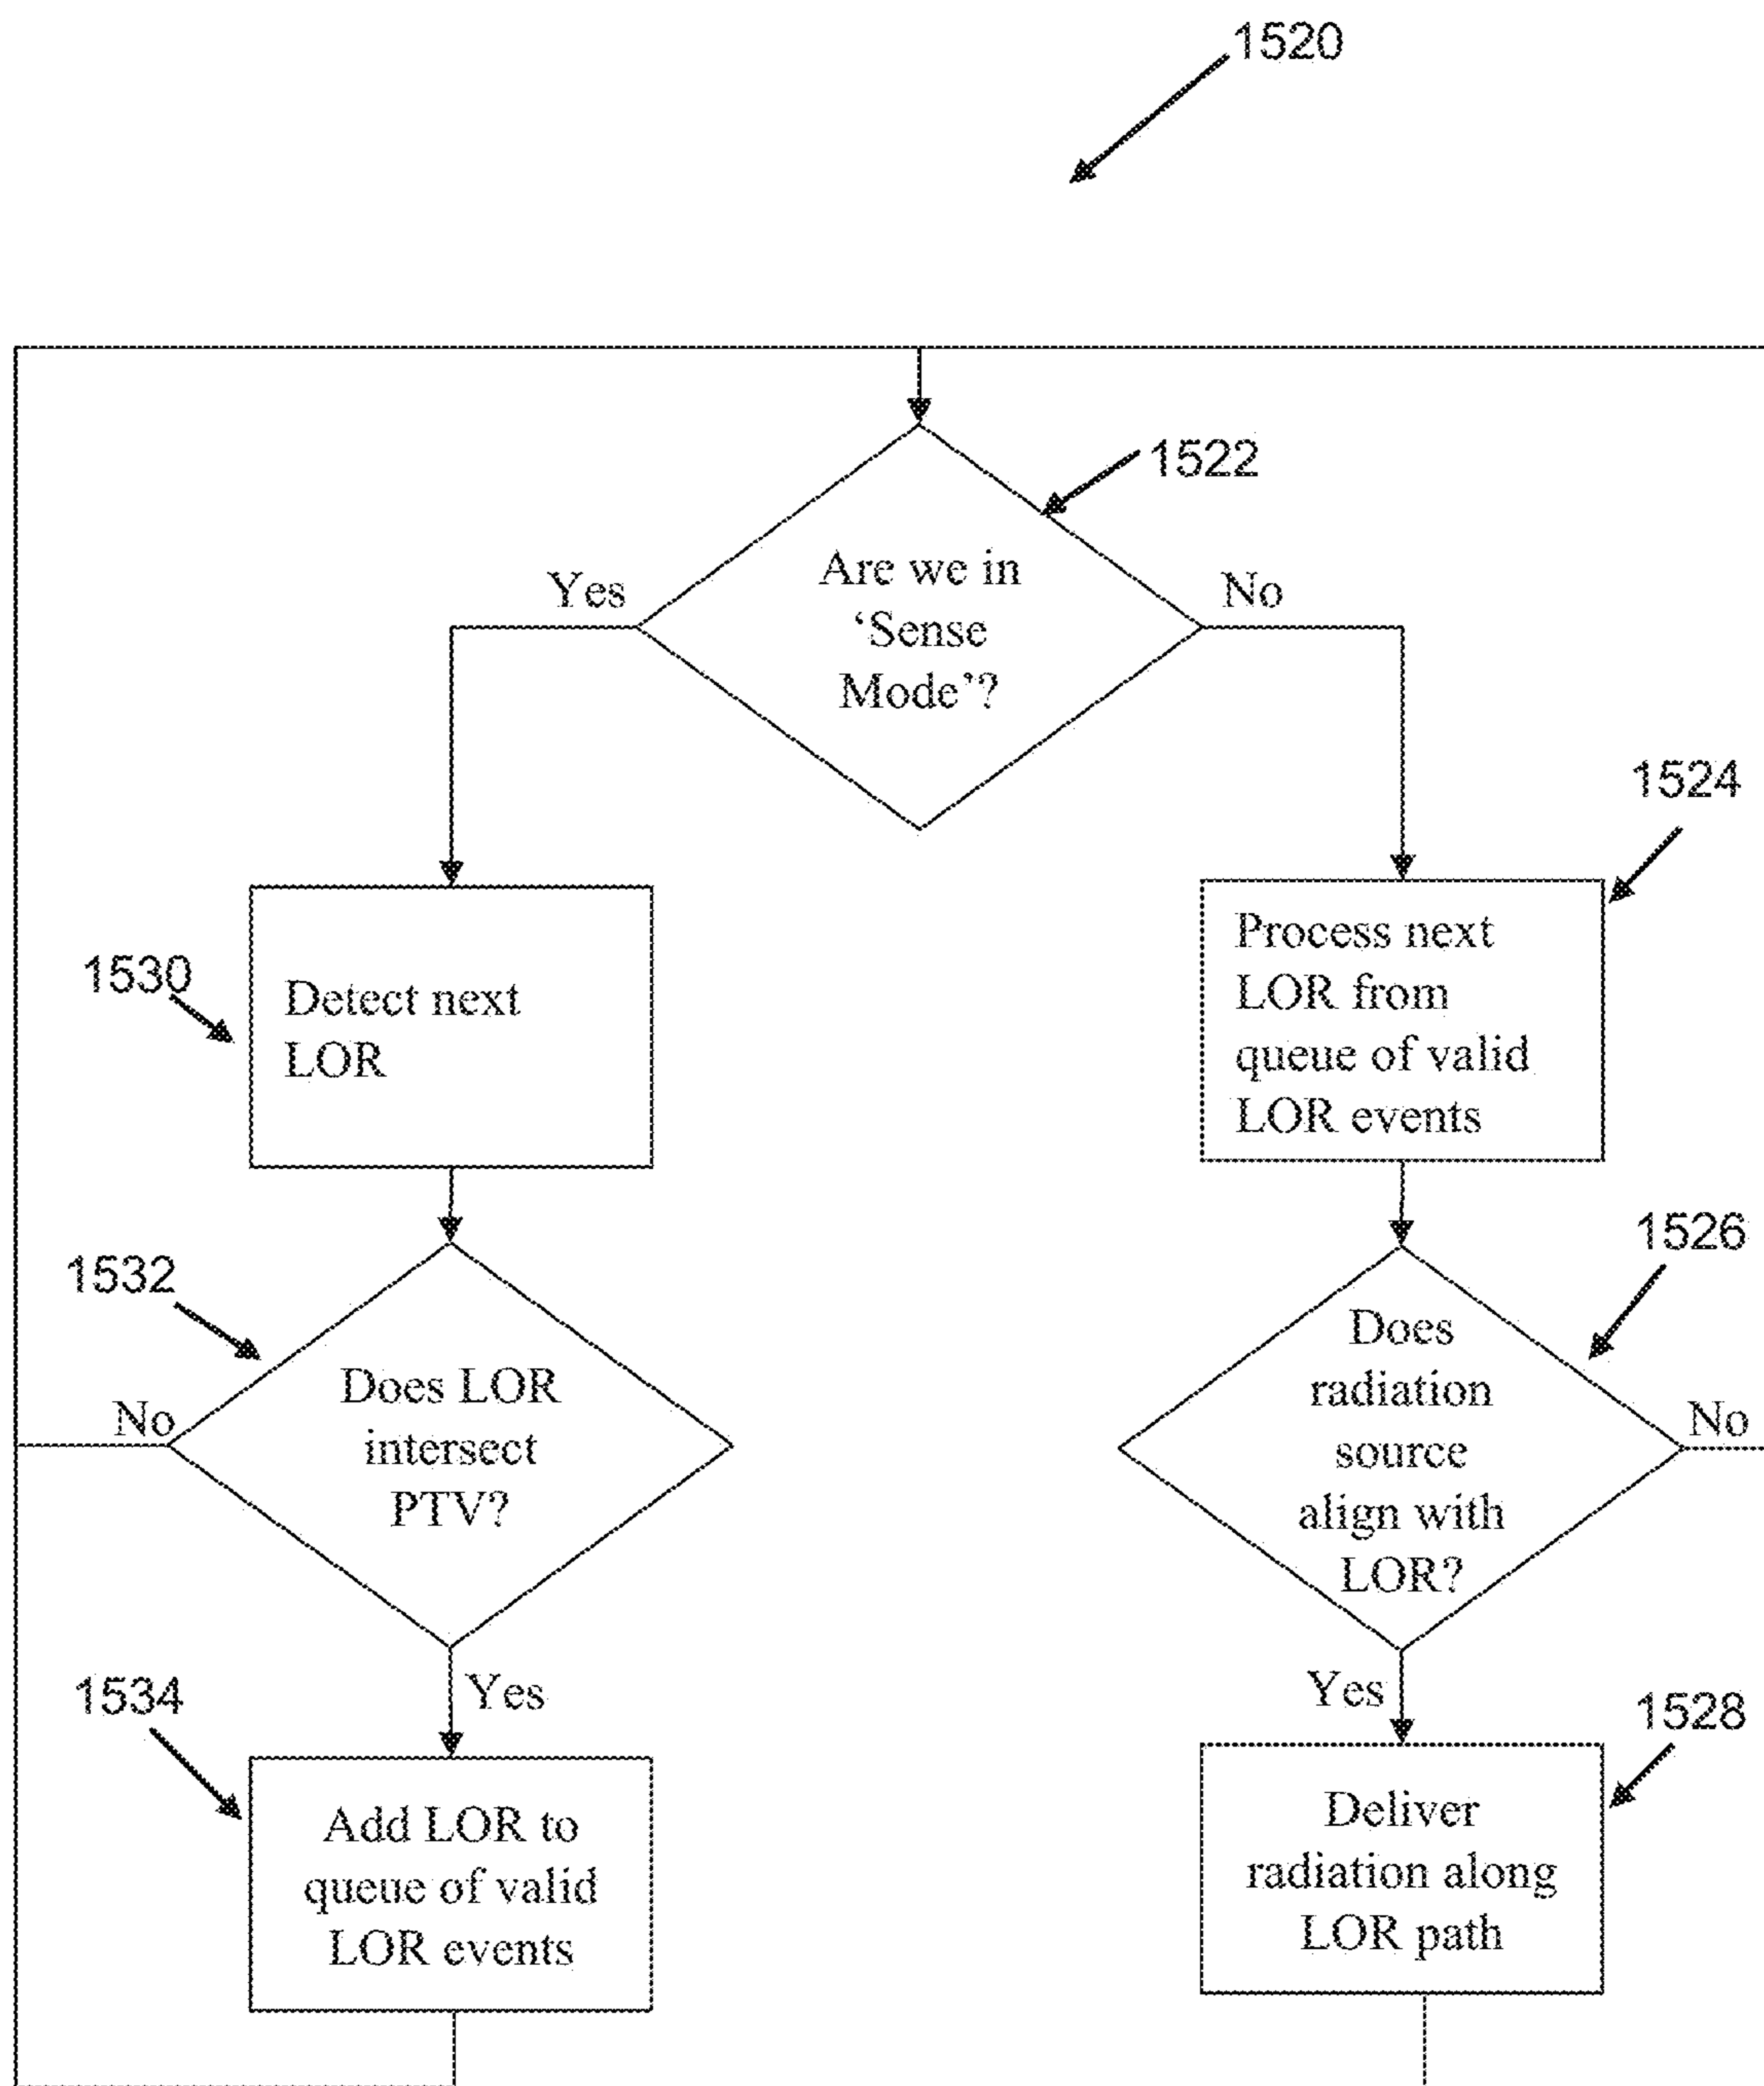 1520
1522
Are we in
‘Sense
Mode’?
Yes
No
1524
Process next
LOR from
queue of valid
LOR events
1530
Detect next
LOR
1526
Does
radiation
source
align with
LOR?
No
1532
Does LOR
intersect
PTV?
No
Yes
Yes
1534
Add LOR to
queue of valid
LOR events
1528
Deliver
radiation along
LOR path